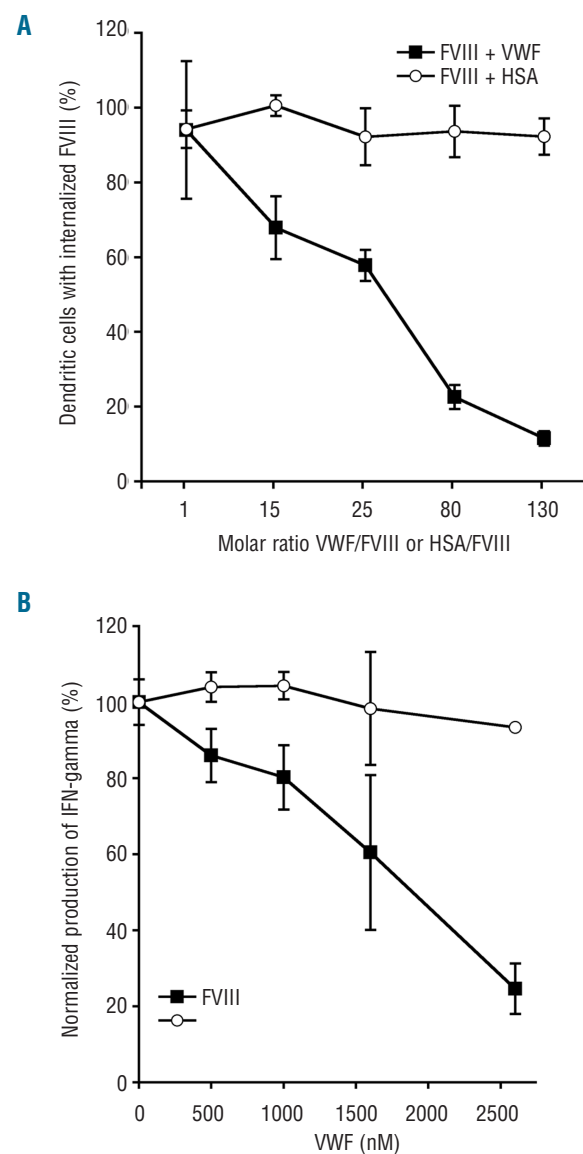 A
120
100
80
60
40
20
0
Dendritic cells with internalized FVIII (%)
FVIII + VWF
FVIII + HSA
1 15 25 80 130
Molar ratio VWF/FVIII or HSA/FVIII
B
120
100
80
60
40
20
0
Normalized production of IFN-gamma (%)
FVIII
0 500 1000 1500 2000 2500
VWF (nM)